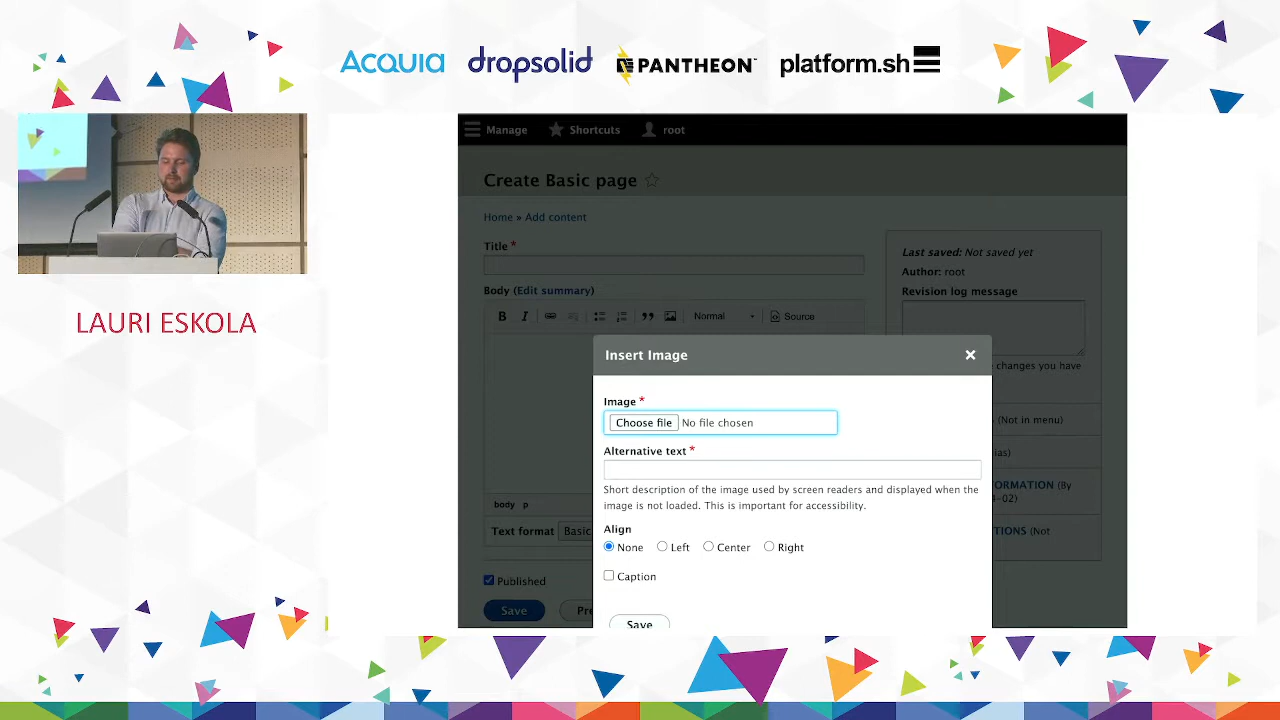 ACQUIA
dropsolid
PANTHEON
platform.sh
Manage
Shortcuts
root
Create Basic page
Home » Add content
Title *
Body (Edit summary)
B I
Normal
Source
body p
Text format
Basic
Published
Save
Last saved: Not saved yet
Author: root
Revision log message
changes you have
(Not in menu)
(By
(Not
Insert Image
Image *
Choose file No file chosen
Alternative text *
Short description of the image used by screen readers and displayed when the
image is not loaded. This is important for accessibility.
Align
None Left Center Right
Caption
Save
LAURI ESKOLA